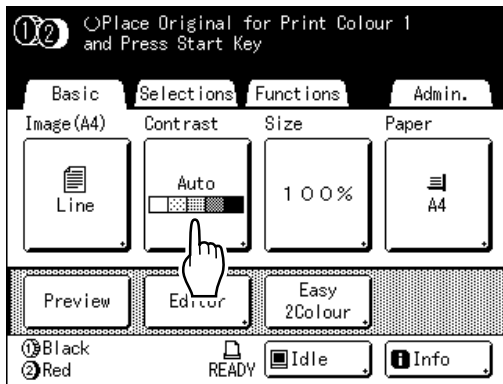 ①② Place Original for Print Colour 1
and Press Start Key
Basic Selections Functions Admin.
Image(A4) Contrast Size Paper
Line
Auto
100%
A4
Preview
Editor
Easy
2Colour
①Black
②Red
READY
Idle
i Info